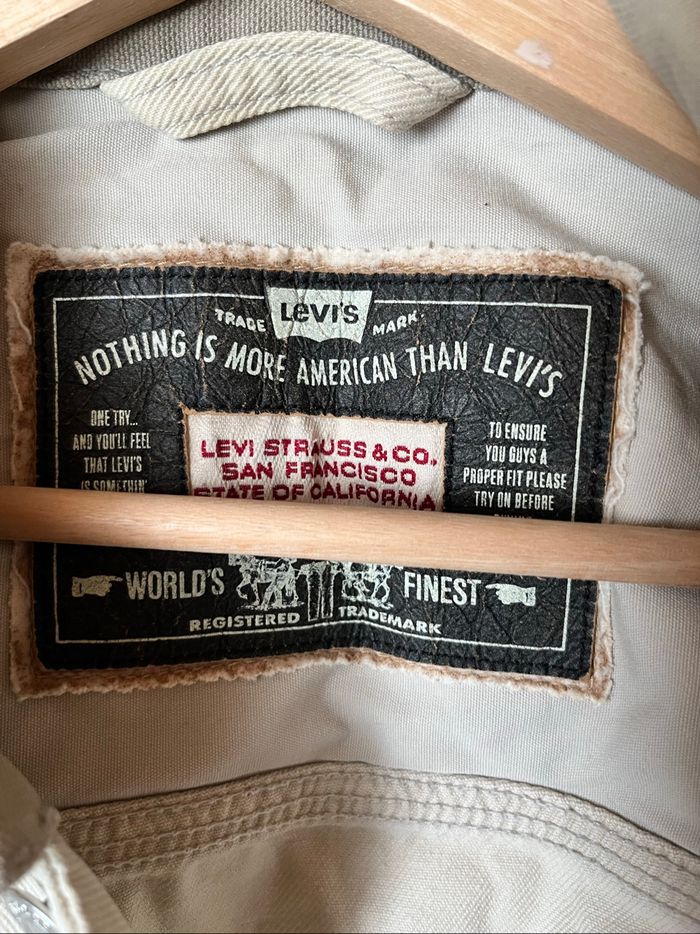 LEVI'S
TRADE MARK
NOTHING IS MORE AMERICAN THAN LEVI'S
ONE TRY...
AND YOU'LL FEEL
THAT LEVI'S
IS SOMETHIN'
LEVI STRAUSS & CO.
SAN FRANCISCO
STATE OF CALIFORNIA
TO ENSURE
YOU GUYS A
PROPER FIT PLEASE
TRY ON BEFORE
WORLD'S FINEST
REGISTERED TRADEMARK